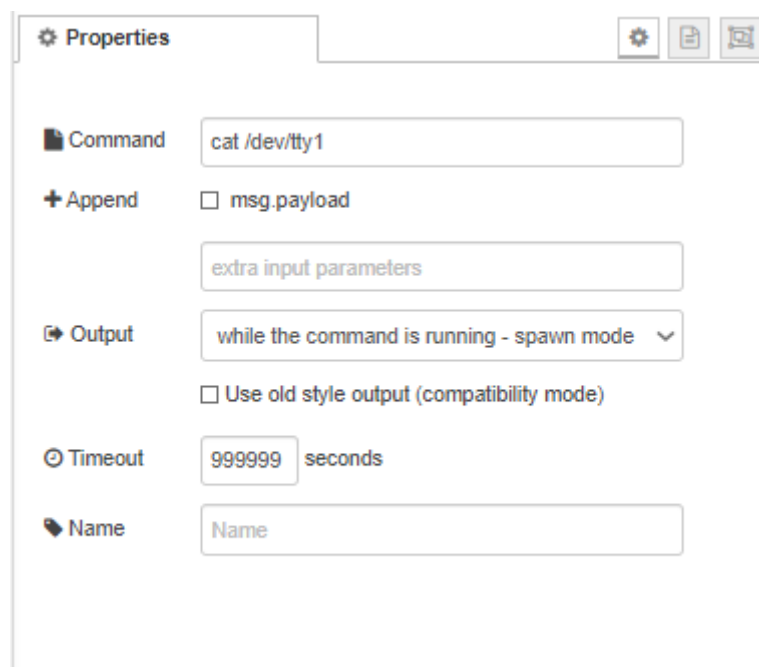 Properties
Command cat /dev/tty1
Append msg.payload
extra input parameters
Output while the command is running - spawn mode
Use old style output (compatibility mode)
Timeout 999999 seconds
Name Name